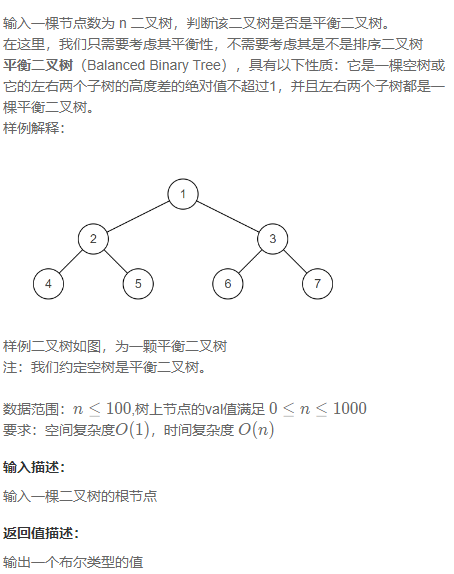 输入一棵节点数为 n 二叉树，判断该二叉树是否是平衡二叉树。
在这里，我们只需要考虑其平衡性，不需要考虑其是不是排序二叉树
平衡二叉树（Balanced Binary Tree），具有以下性质：它是一棵空树或
它的左右两个子树的高度差的绝对值不超过1，并且左右两个子树都是一
棵平衡二叉树。
样例解释：
1
2 3
4 5 6 7
样例二叉树如图，为一颗平衡二叉树
注：我们约定空树是平衡二叉树。
数据范围：n ≤ 100,树上节点的val值满足 0 ≤ n ≤ 1000
要求：空间复杂度O(1)，时间复杂度 O(n)
输入描述：
输入一棵二叉树的根节点
返回值描述：
输出一个布尔类型的值